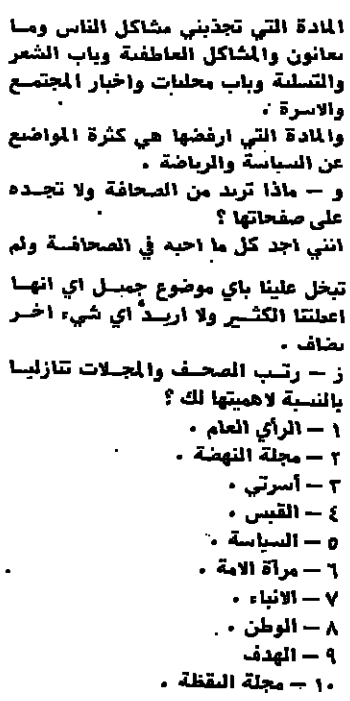 المادة التي تجذبني مشاكل الناس وما
يعانون والمشاكل العاطفية وباب الشعر
والتسلية وباب محليات واخبار المجتمع
والاسرة .
والمادة التي ارفضها هي كثرة المواضيع
عن السياسة والرياضة .
و – ماذا تريد من الصحافة ولا تجده
على صفحاتها ؟
انني اجد كل ما احبه في الصحافة ولم
تبخل علينا باي موضوع جميل اي انها
اعطتنا الكثير ولا اريد اي شيء اخر
يضاف .
ز – رتب الصحف والمجلات تنازليا
بالنسبة لاهميتها لك ؟
١ – الرأي العام .
٢ – مجلة النهضة .
٣ – أسرتي .
٤ – القبس .
٥ – السياسة .
٦ – مرآة الامة .
٧ – الانباء .
٨ – الوطن .
٩ – الهدف
١٠ – مجلة اليقظة .